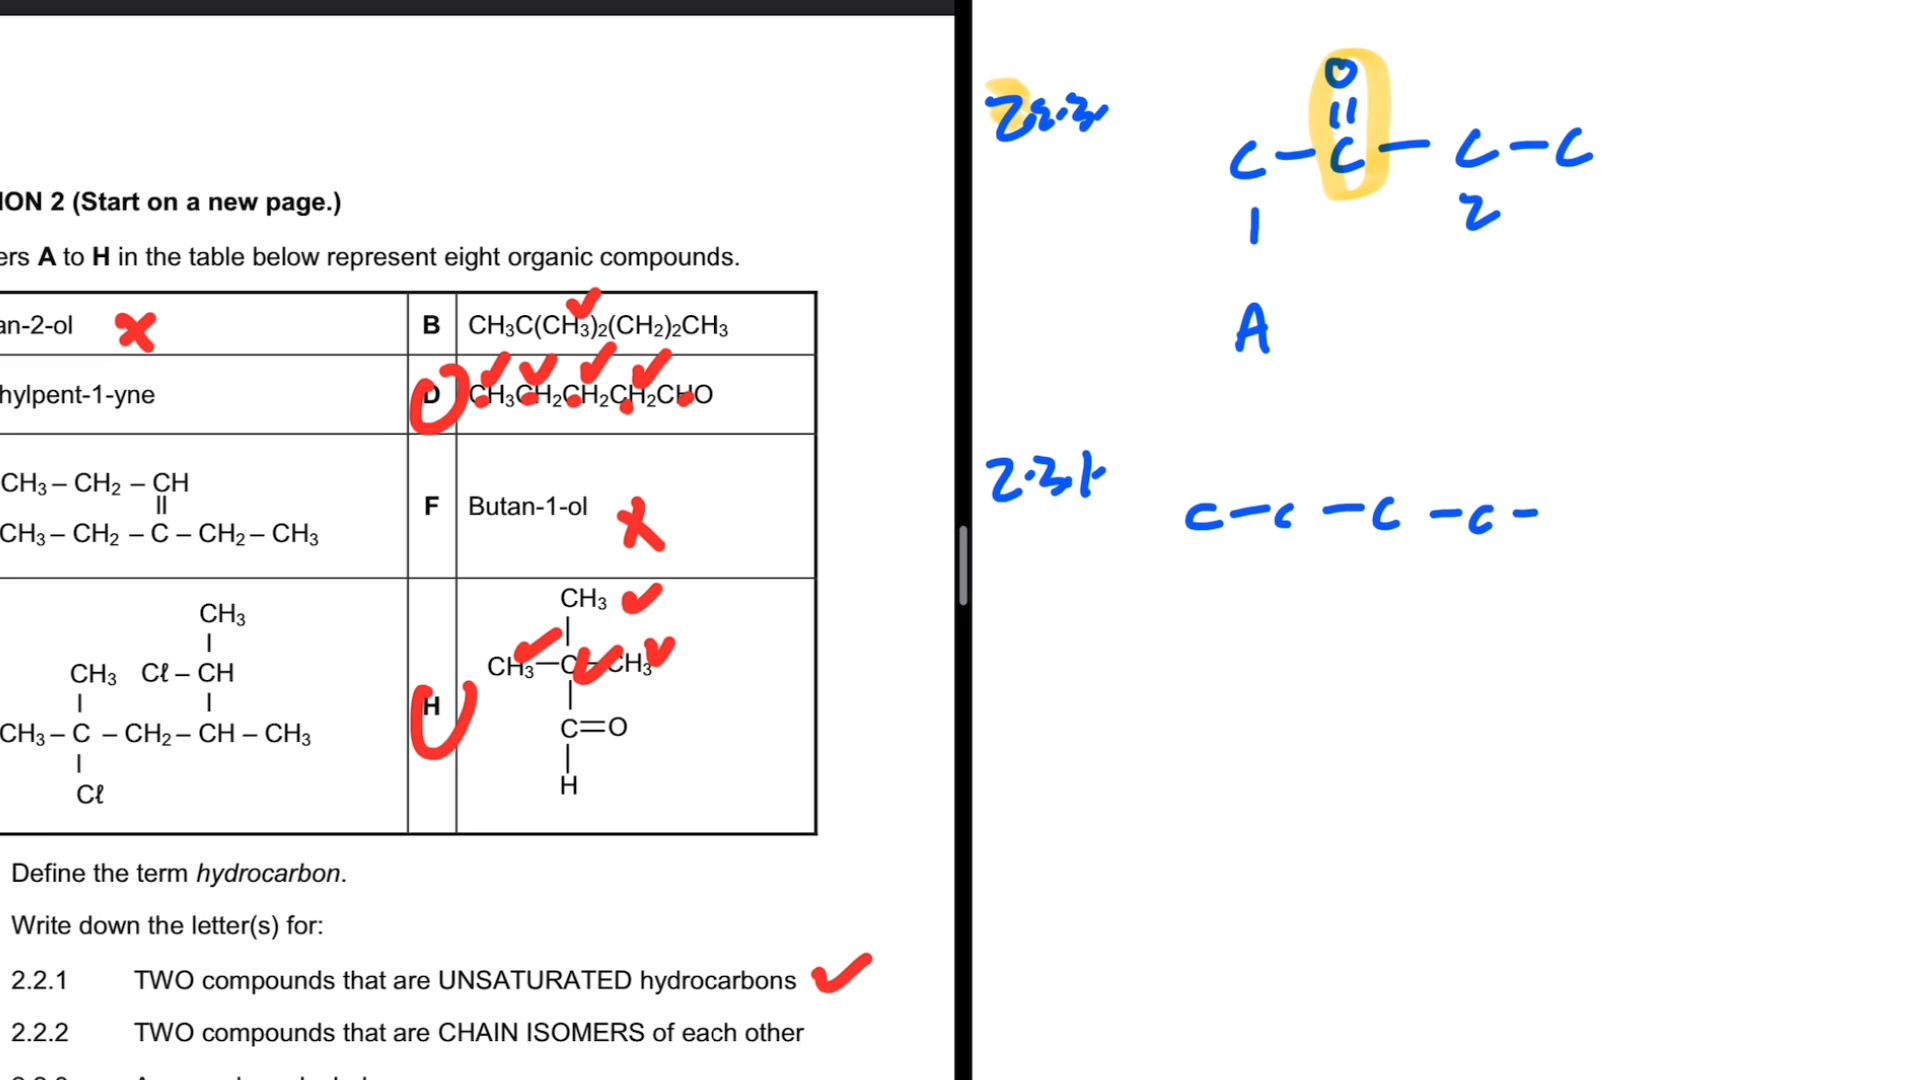 ION 2 (Start on a new page.)
ers A to H in the table below represent eight organic compounds.
an-2-ol
B CH₃C(CH₃)₂(CH₂)₂CH₃
hylpent-1-yne
D CH₃CH₂CH₂CH₂CHO
CH₃ – CH₂ – CH
||
CH₃ – CH₂ – C – CH₂ – CH₃
F Butan-1-ol
CH₃
|
CH₃ Cℓ – CH
| |
CH₃ – C – CH₂ – CH – CH₃
|
Cℓ
H
CH₃
|
CH₃—C—CH₃
|
C=O
|
H
Define the term hydrocarbon.
Write down the letter(s) for:
2.2.1 TWO compounds that are UNSATURATED hydrocarbons
2.2.2 TWO compounds that are CHAIN ISOMERS of each other
O
||
C – C – C – C
1 2
A
2.3.1.
C – C – C – C –